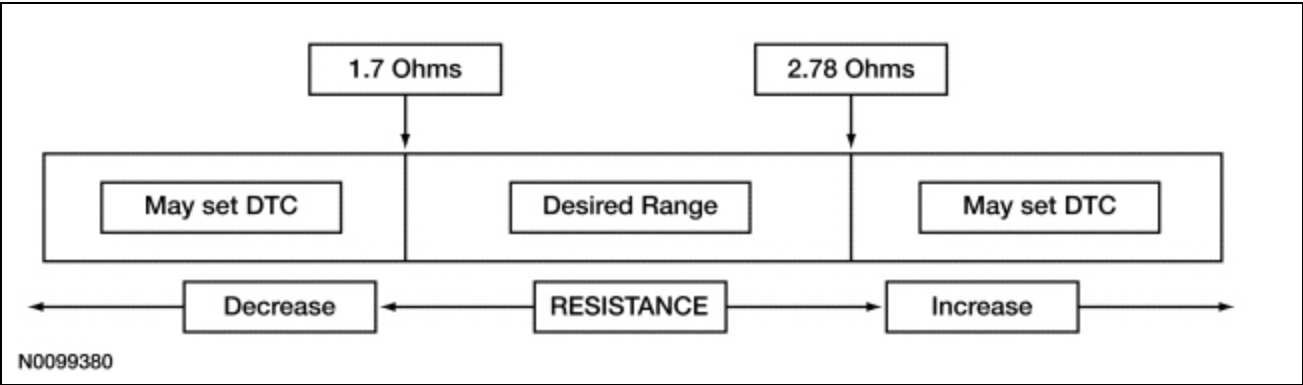 1.7 Ohms
2.78 Ohms
May set DTC
Desired Range
May set DTC
Decrease
RESISTANCE
Increase
N0099380